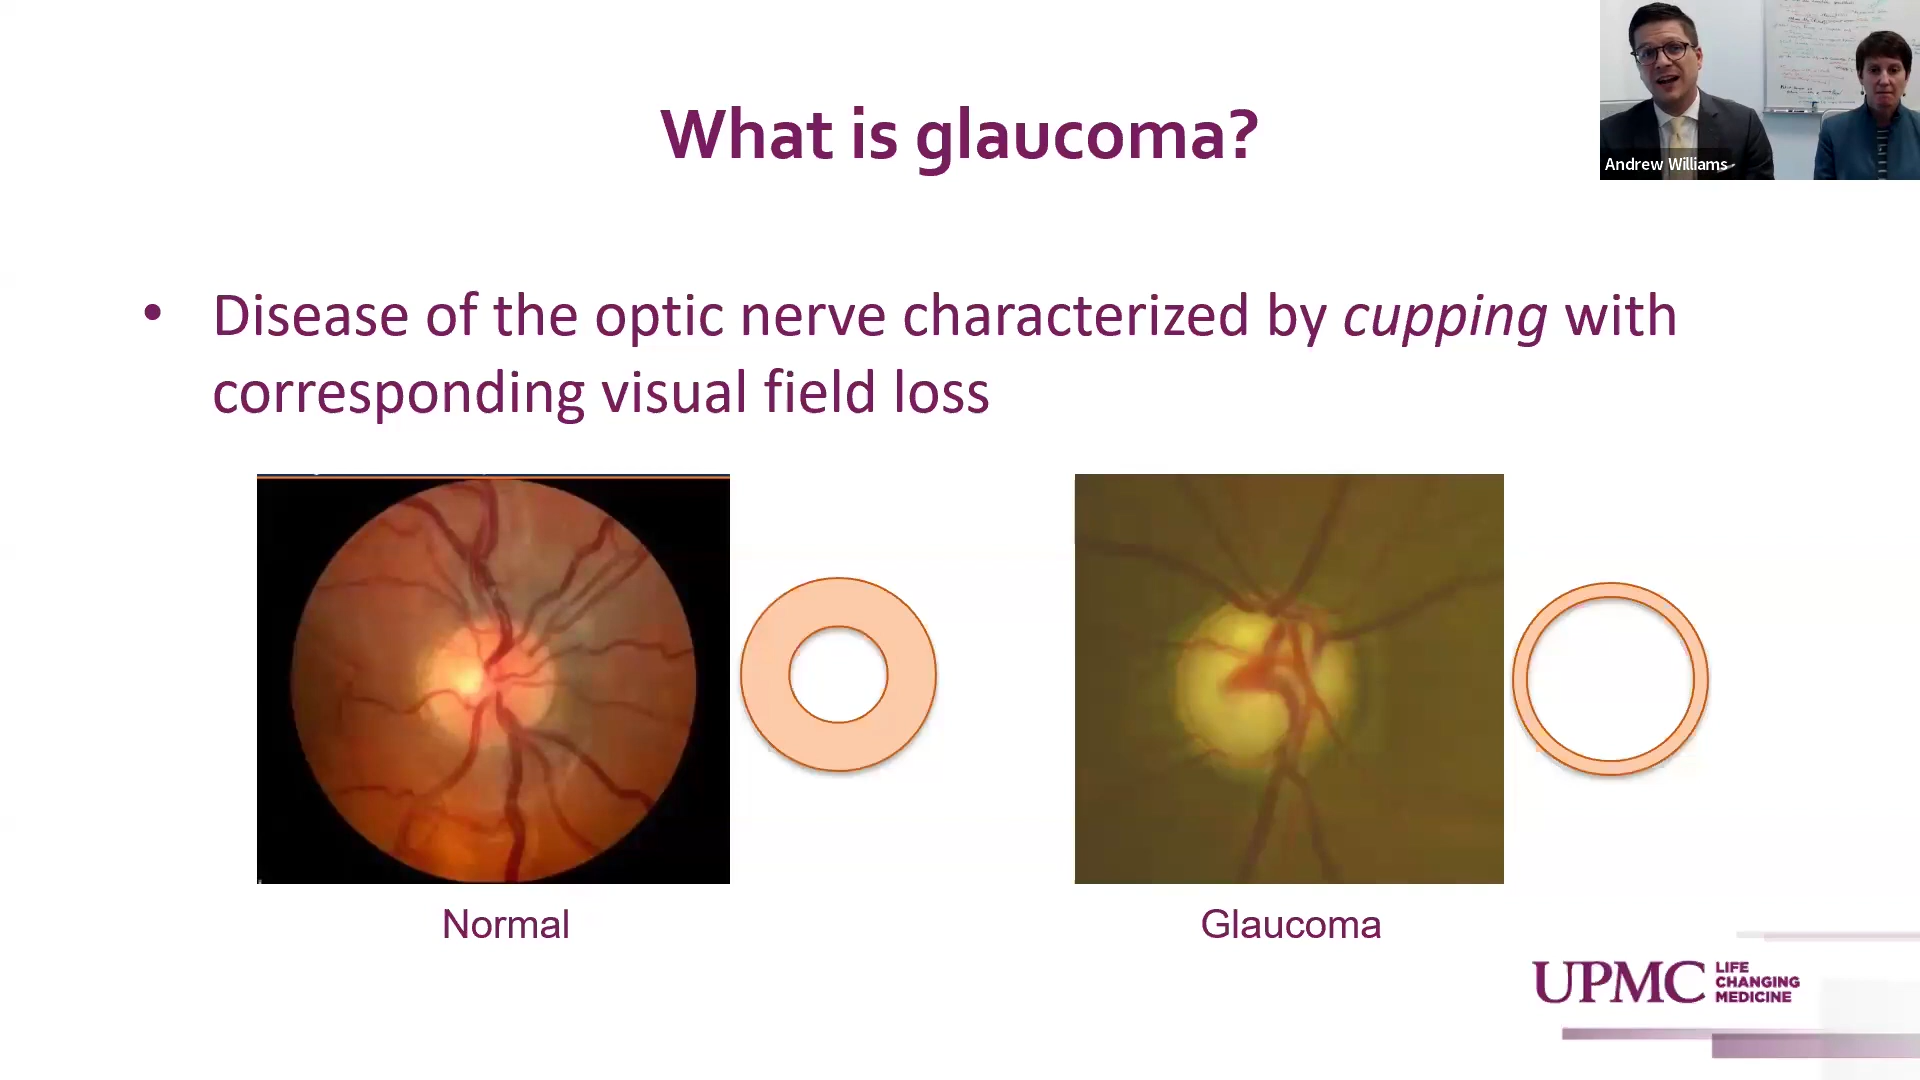 What is glaucoma?
Andrew Williams
• Disease of the optic nerve characterized by cupping with
corresponding visual field loss
Normal
Glaucoma
UPMC
LIFE
CHANGING
MEDICINE